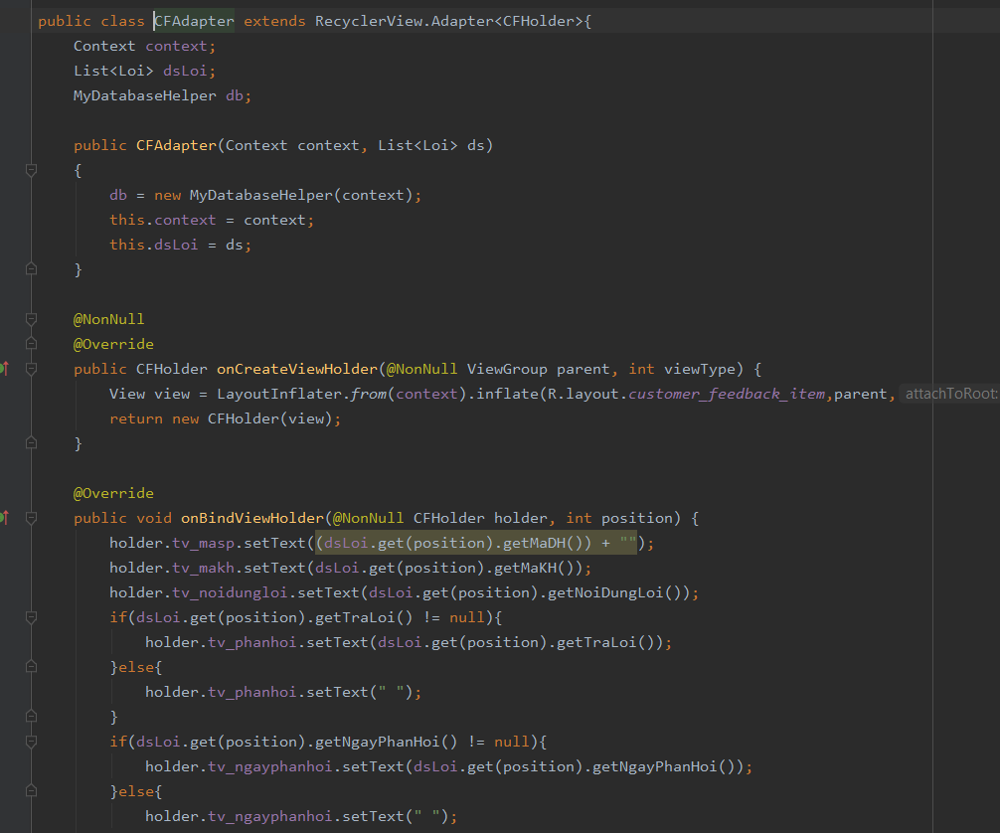 public class CFAdapter extends RecyclerView.Adapter<CFHolder>{
    Context context;
    List<Loi> dsLoi;
    MyDatabaseHelper db;
    public CFAdapter(Context context, List<Loi> ds)
    {
        db = new MyDatabaseHelper(context);
        this.context = context;
        this.dsLoi = ds;
    }
    @NonNull
    @Override
    public CFHolder onCreateViewHolder(@NonNull ViewGroup parent, int viewType) {
        View view = LayoutInflater.from(context).inflate(R.layout.customer_feedback_item,parent, attachToRoot:
        return new CFHolder(view);
    }
    @Override
    public void onBindViewHolder(@NonNull CFHolder holder, int position) {
        holder.tv_masp.setText((dsLoi.get(position).getMaDH()) + "");
        holder.tv_makh.setText(dsLoi.get(position).getMaKH());
        holder.tv_noidungloi.setText(dsLoi.get(position).getNoiDungLoi());
        if(dsLoi.get(position).getTraLoi() != null){
            holder.tv_phanhoi.setText(dsLoi.get(position).getTraLoi());
        }else{
            holder.tv_phanhoi.setText(" ");
        }
        if(dsLoi.get(position).getNgayPhanHoi() != null){
            holder.tv_ngayphanhoi.setText(dsLoi.get(position).getNgayPhanHoi());
        }else{
            holder.tv_ngayphanhoi.setText(" ");